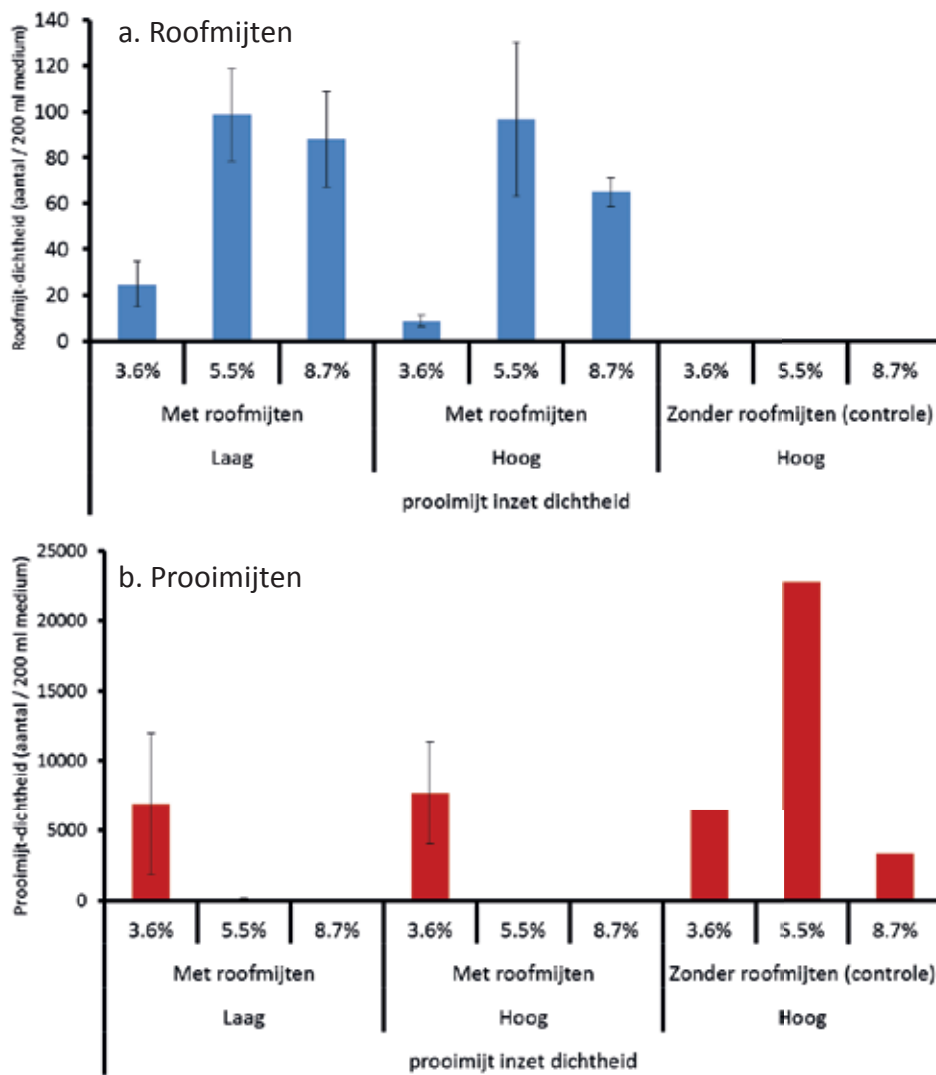 a. Roofmijten
Roofmijt-dichtheid (aantal / 200 ml medium)
140
120
100
80
60
40
20
0
3.6% 5.5% 8.7% 3.6% 5.5% 8.7% 3.6% 5.5% 8.7%
Met roofmijten Met roofmijten Zonder roofmijten (controle)
Laag Hoog Hoog
prooimijt inzet dichtheid
b. Prooimijten
Prooimijt-dichtheid (aantal / 200 ml medium)
25000
20000
15000
10000
5000
0
3.6% 5.5% 8.7% 3.6% 5.5% 8.7% 3.6% 5.5% 8.7%
Met roofmijten Met roofmijten Zonder roofmijten (controle)
Laag Hoog Hoog
prooimijt inzet dichtheid